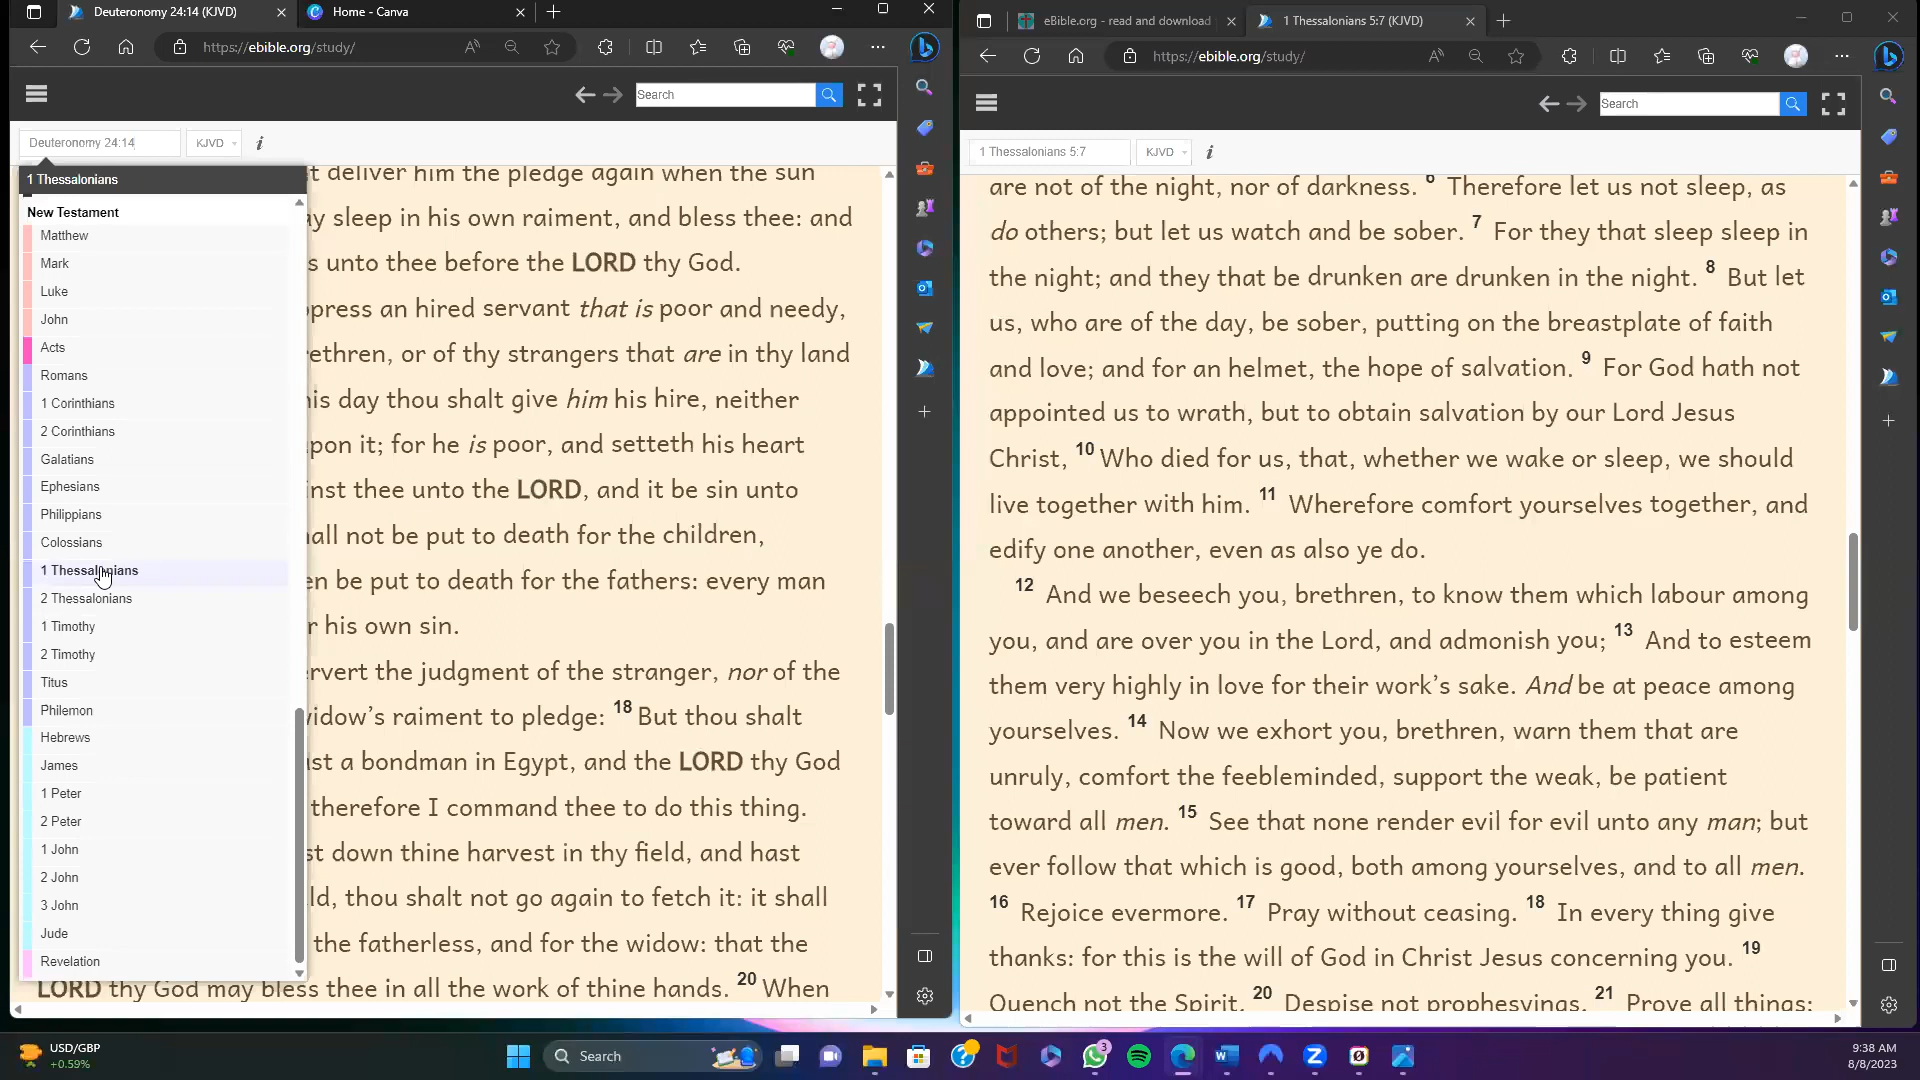 Deuteronomy 24:14 (KJVD)
Home - Canva
https://ebible.org/study/
Search
Deuteronomy 24:14
KJVD
i
1 Thessalonians
New Testament
Matthew
Mark
Luke
John
Acts
Romans
1 Corinthians
2 Corinthians
Galatians
Ephesians
Philippians
Colossians
1 Thessalonians
2 Thessalonians
1 Timothy
2 Timothy
Titus
Philemon
Hebrews
James
1 Peter
2 Peter
1 John
2 John
3 John
Jude
Revelation
deliver him the pledge again when the sun
sleep in his own raiment, and bless thee: and
s unto thee before the LORD thy God.
ppress an hired servant that is poor and needy,
rethren, or of thy strangers that are in thy land
his day thou shalt give him his hire, neither
pon it; for he is poor, and setteth his heart
inst thee unto the LORD, and it be sin unto
all not be put to death for the children,
en be put to death for the fathers: every man
r his own sin.
ervert the judgment of the stranger, nor of the
widow’s raiment to pledge: 18 But thou shalt
ast a bondman in Egypt, and the LORD thy God
therefore I command thee to do this thing.
st down thine harvest in thy field, and hast
ld, thou shalt not go again to fetch it: it shall
the fatherless, and for the widow: that the
LORD thy God may bless thee in all the work of thine hands. 20 When
eBible.org - read and download
1 Thessalonians 5:7 (KJVD)
https://ebible.org/study/
Search
1 Thessalonians 5:7
KJVD
i
are not of the night, nor of darkness. 6 Therefore let us not sleep, as
do others; but let us watch and be sober. 7 For they that sleep sleep in
the night; and they that be drunken are drunken in the night. 8 But let
us, who are of the day, be sober, putting on the breastplate of faith
and love; and for an helmet, the hope of salvation. 9 For God hath not
appointed us to wrath, but to obtain salvation by our Lord Jesus
Christ, 10 Who died for us, that, whether we wake or sleep, we should
live together with him. 11 Wherefore comfort yourselves together, and
edify one another, even as also ye do.
12 And we beseech you, brethren, to know them which labour among
you, and are over you in the Lord, and admonish you; 13 And to esteem
them very highly in love for their work’s sake. And be at peace among
yourselves. 14 Now we exhort you, brethren, warn them that are
unruly, comfort the feebleminded, support the weak, be patient
toward all men. 15 See that none render evil for evil unto any man; but
ever follow that which is good, both among yourselves, and to all men.
16 Rejoice evermore. 17 Pray without ceasing. 18 In every thing give
thanks: for this is the will of God in Christ Jesus concerning you. 19
Quench not the Spirit. 20 Despise not prophesyings. 21 Prove all things:
USD/GBP
+0.59%
Search
3
9:38 AM
8/8/2023